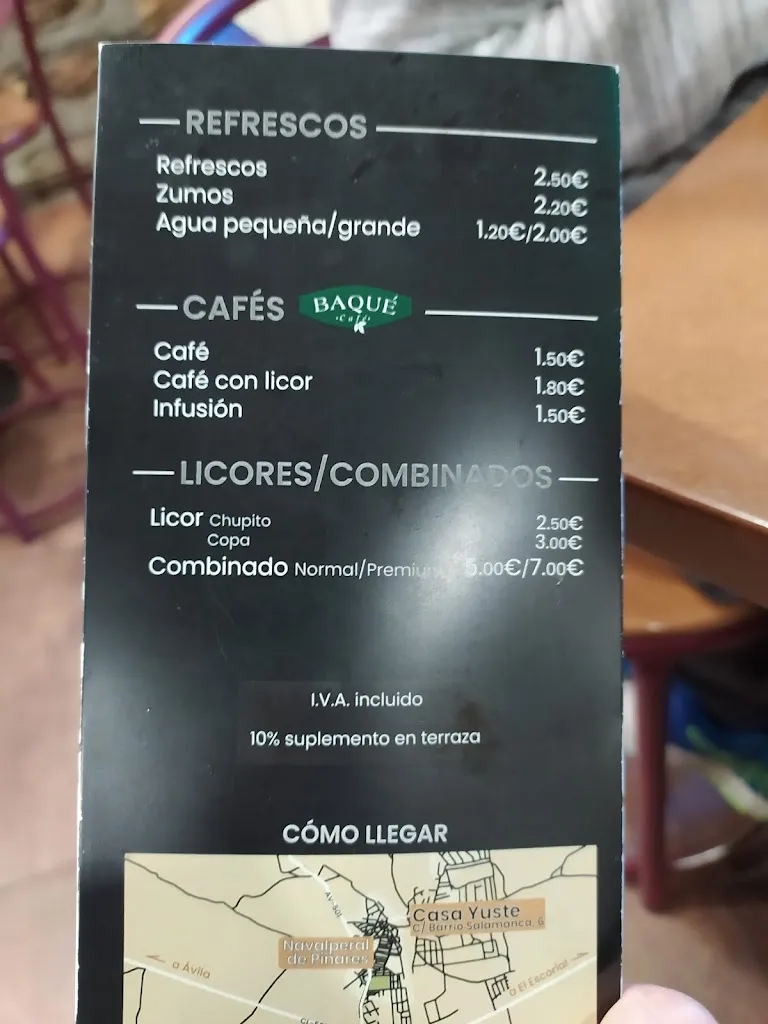 REFRESCOS
Refrescos 2.50€
Zumos 2.20€
Agua pequeña/grande 1.20€/2.00€
CAFÉS BAQUÉ
Café
Café 1.50€
Café con licor 1.80€
Infusión 1.50€
LICORES/COMBINADOS
Licor Chupito 2.50€
Copa 3.00€
Combinado Normal/Premium 5.00€/7.00€
I.V.A. incluido
10% suplemento en terraza
CÓMO LLEGAR
AV-501
Casa Yuste
C/ Barrio Salamanca, 6
Navalperal
de Pinares
a Ávila
a El Escorial